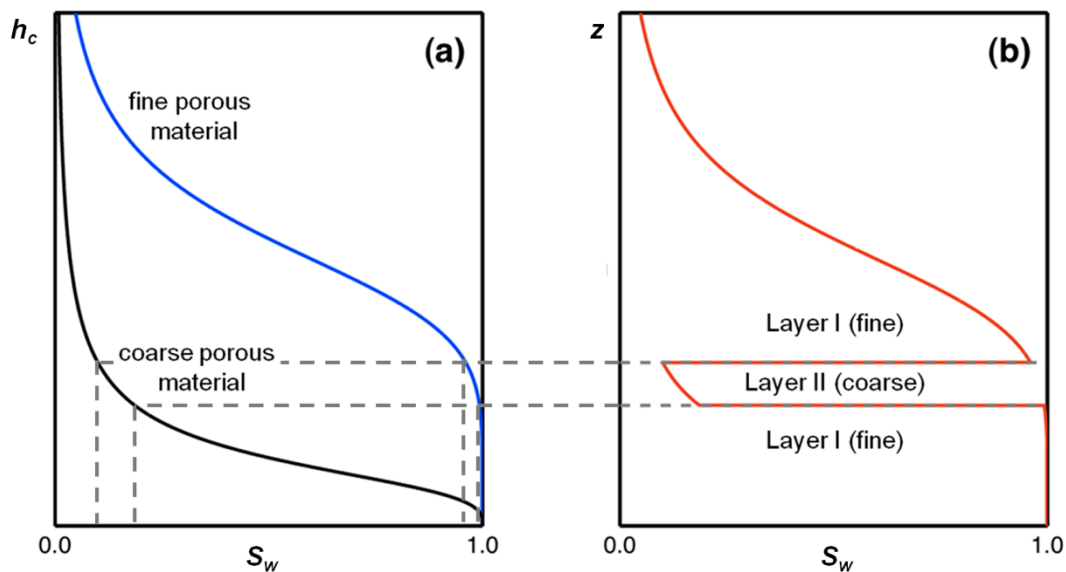 h_c
(a)
fine porous
material
coarse porous
material
0.0
S_w
1.0
z
(b)
Layer I (fine)
Layer II (coarse)
Layer I (fine)
0.0
S_w
1.0